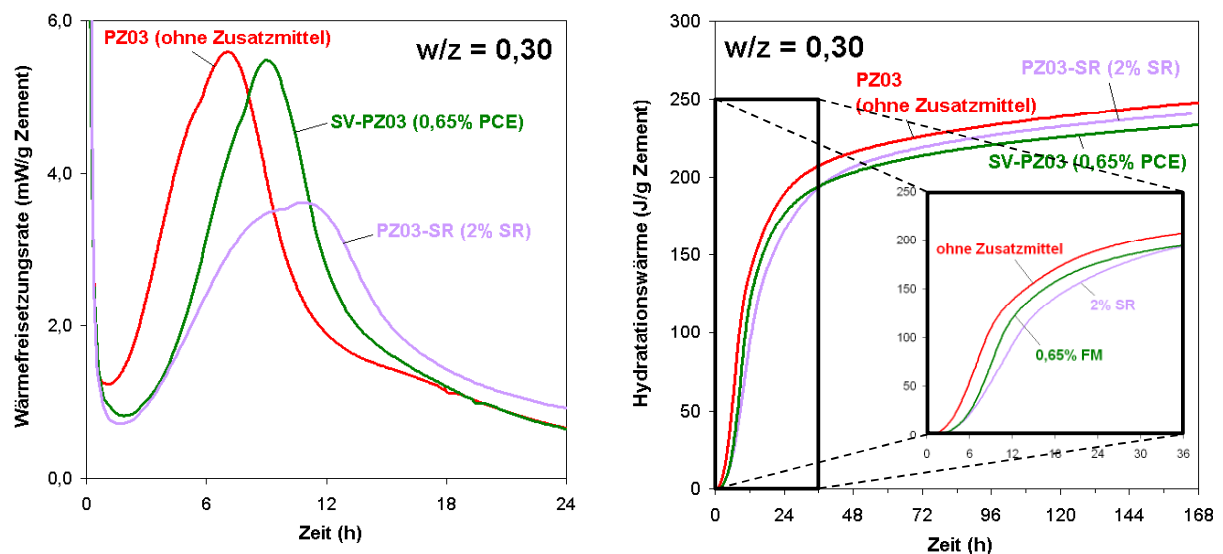 6,0
4,0
2,0
0,0
Wärmefreisetzungsrate (mW/g Zement)
PZ03 (ohne Zusatzmittel)
w/z = 0,30
SV-PZ03 (0,65% PCE)
PZ03-SR (2% SR)
0
6
12
18
24
Zeit (h)
300
250
200
150
100
50
0
Hydratationswärme (J/g Zement)
w/z = 0,30
PZ03-SR (2% SR)
PZ03
(ohne Zusatzmittel)
SV-PZ03 (0,65% PCE)
250
200
150
100
50
0
ohne Zusatzmittel
2% SR
0,65% FM
0
6
12
18
24
30
36
0
24
48
72
96
120
144
168
Zeit (h)